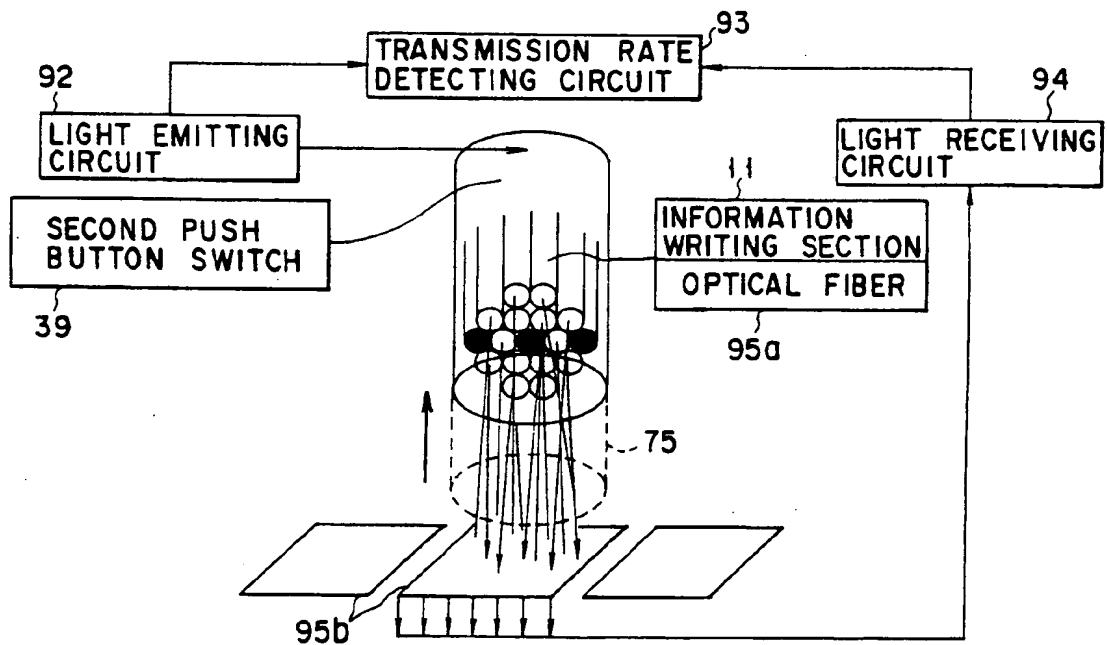 93
TRANSMISSION RATE
DETECTING CIRCUIT
92
LIGHT EMITTING
CIRCUIT
94
LIGHT RECEIVING
CIRCUIT
11
INFORMATION
WRITING SECTION
OPTICAL FIBER
95a
SECOND PUSH
BUTTON SWITCH
39
75
95b